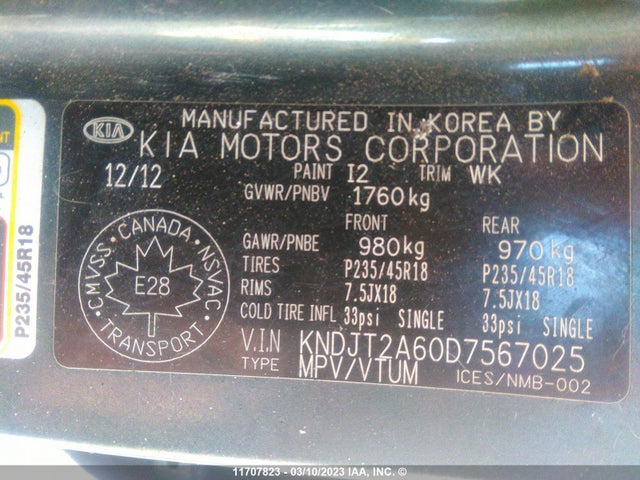 KIA
MANUFACTURED IN KOREA BY
KIA MOTORS CORPORATION
12/12 PAINT I2 TRIM WK
GVWR/PNBV 1760kg
FRONT REAR
GAWR/PNBE 980kg 970kg
TIRES P235/45R18 P235/45R18
RIMS 7.5JX18 7.5JX18
COLD TIRE INFL 33psi SINGLE 33psi SINGLE
V.I.N KNDJT2A60D7567025
TYPE MPV/VTUM ICES/NMB-002
CMVSS · CANADA · NSVAC
E28
TRANSPORT
P235/45R18
11707823 — 03/10/2023 IAA, INC. ©